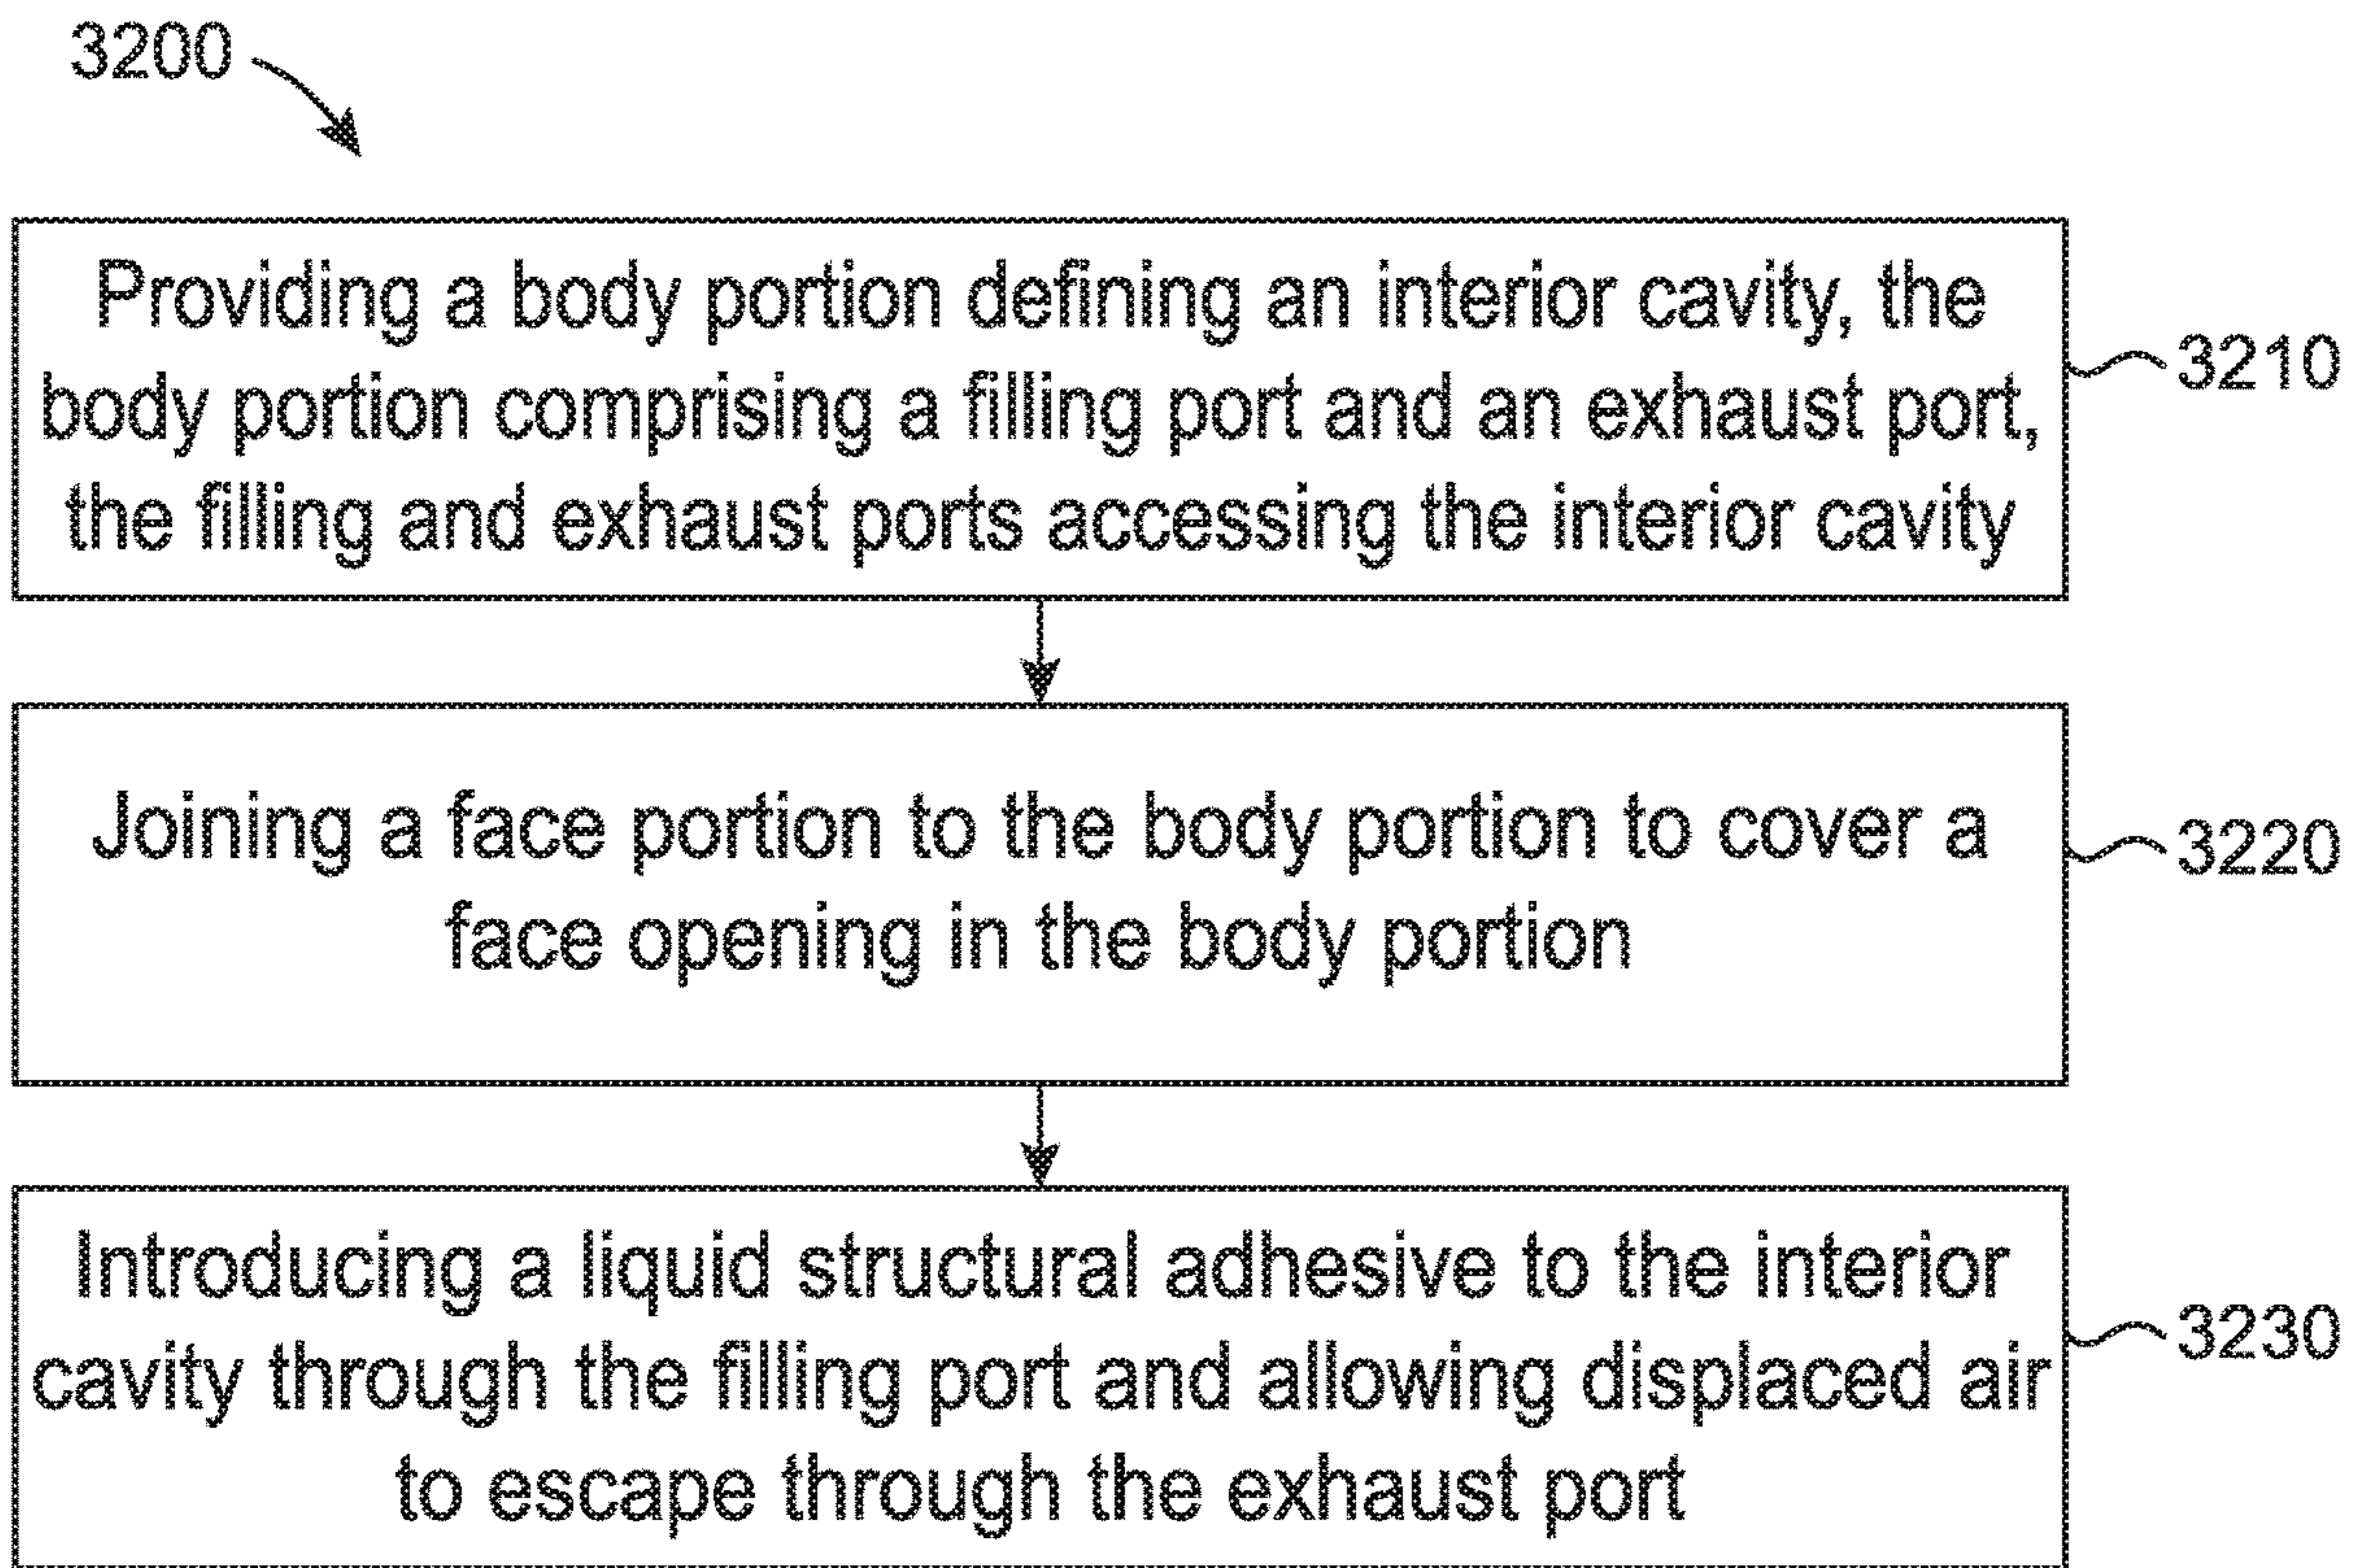 3200
Providing a body portion defining an interior cavity, the
body portion comprising a filling port and an exhaust port,
the filling and exhaust ports accessing the interior cavity
3210
Joining a face portion to the body portion to cover a
face opening in the body portion
3220
Introducing a liquid structural adhesive to the interior
cavity through the filling port and allowing displaced air
to escape through the exhaust port
3230